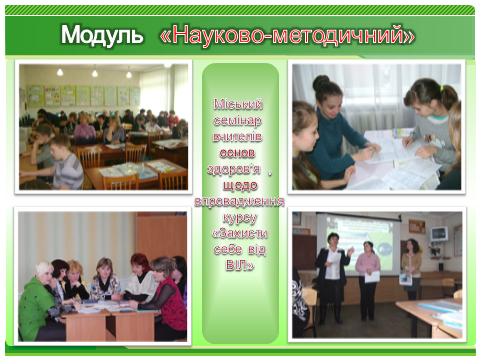 Модуль «Науково-методичний»
Міський
семінар
вчителів
основ
здоров'я ,
щодо
впровадження
курсу
«Захисти
себе від
ВІЛ»